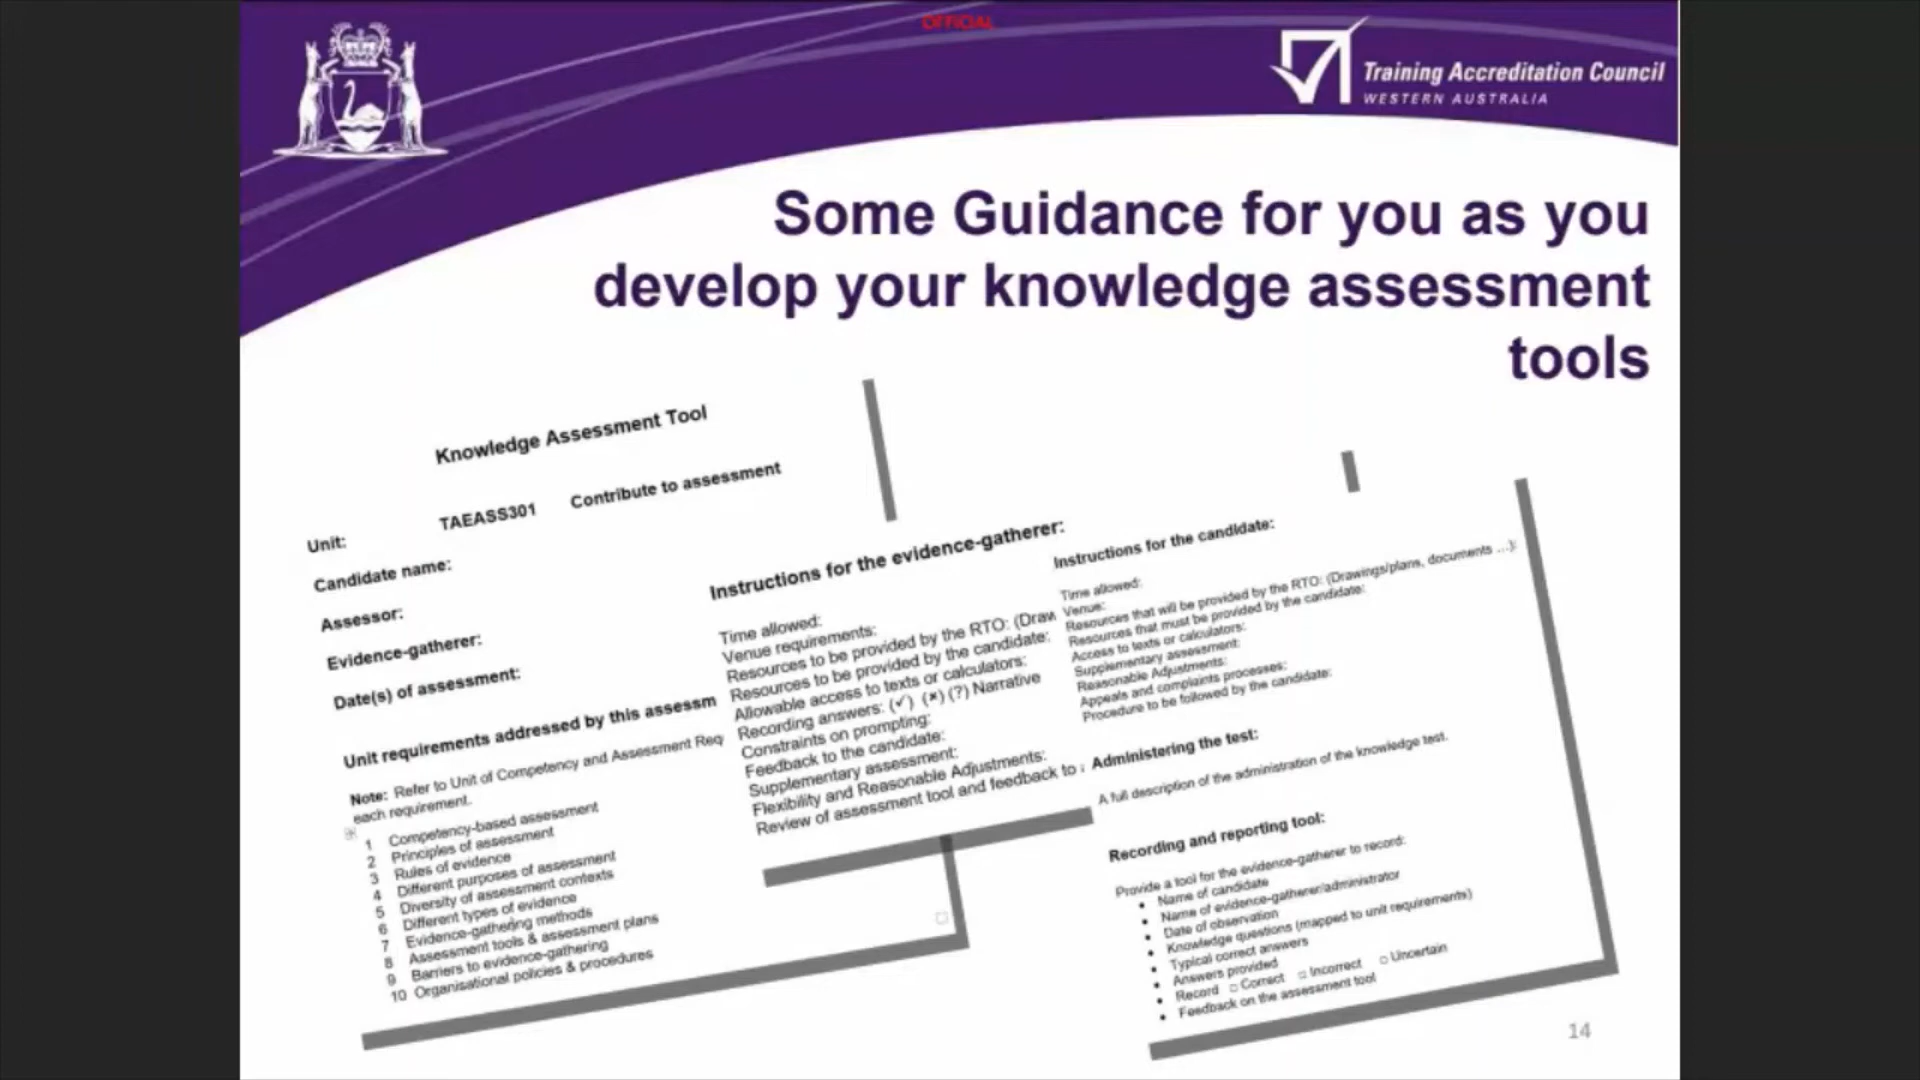 OFFICIAL
Training Accreditation Council
WESTERN AUSTRALIA
Some Guidance for you as you
develop your knowledge assessment
tools
Knowledge Assessment Tool
Unit: TAEASS301 Contribute to assessment
Candidate name:
Assessor:
Evidence-gatherer:
Date(s) of assessment:
Unit requirements addressed by this assessm
Note: Refer to Unit of Competency and Assessment Req
each requirement.
1 Competency-based assessment
2 Principles of assessment
3 Rules of evidence
4 Different purposes of assessment
5 Diversity of assessment contexts
6 Different types of evidence
7 Evidence-gathering methods
8 Assessment tools & assessment plans
9 Barriers to evidence-gathering
10 Organisational policies & procedures
Instructions for the evidence-gatherer:
Time allowed:
Venue requirements:
Resources to be provided by the RTO: (Draw
Resources to be provided by the candidate:
Allowable access to texts or calculators:
Recording answers: (✓) (×) (?) Narrative
Constraints on prompting:
Feedback to the candidate:
Supplementary assessment:
Flexibility and Reasonable Adjustments:
Review of assessment tool and feedback to
Instructions for the candidate:
Time allowed:
Venue:
Resources that will be provided by the RTO: (Drawings/plans, documents ...):
Resources that must be provided by the candidate:
Access to texts or calculators:
Supplementary assessment:
Reasonable Adjustments:
Appeals and complaints processes:
Procedure to be followed by the candidate:
Administering the test:
A full description of the administration of the knowledge test.
Recording and reporting tool:
Provide a tool for the evidence-gatherer to record:
• Name of candidate
• Name of evidence-gatherer/administrator
• Date of observation
• Knowledge questions (mapped to unit requirements)
• Typical correct answers
• Answers provided
• Record □ Correct □ Incorrect □ Uncertain
• Feedback on the assessment tool
14